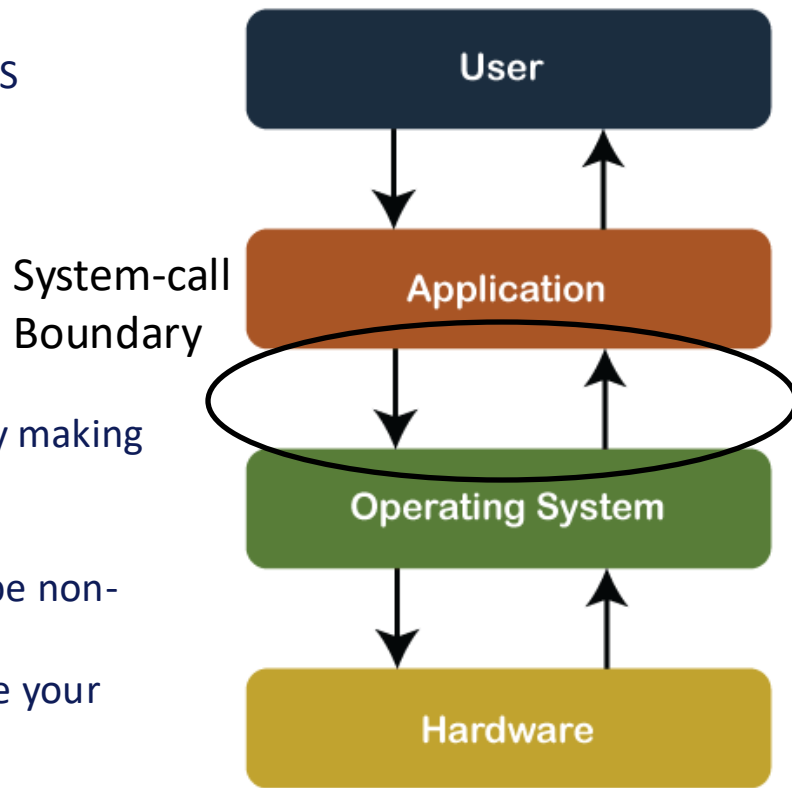 S
User
System-call
Boundary
Application
y making
Operating System
be non-
e your
Hardware